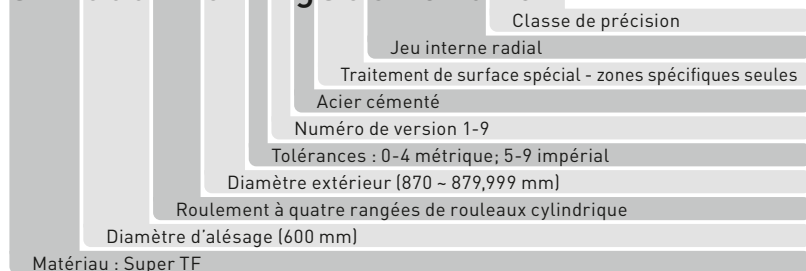 Classe de précision
Jeu interne radial
Traitement de surface spécial - zones spécifiques seules
Acier cémenté
Numéro de version 1-9
Tolérances : 0-4 métrique; 5-9 impérial
Diamètre extérieur (870 ~ 879,999 mm)
Roulement à quatre rangées de rouleaux cylindrique
Diamètre d'alésage (600 mm)
Matériau : Super TF